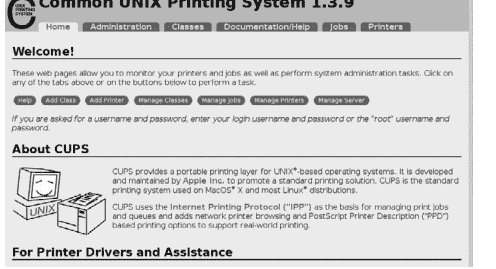 UNIX
PRINTING
SYSTEM
Common UNIX Printing System 1.3.9
Home Administration Classes Documentation/Help Jobs Printers
Welcome!
These web pages allow you to monitor your printers and jobs as well as perform system administration tasks. Click on
any of the tabs above or on the buttons below to perform a task.
Help Add Class Add Printer Manage Classes Manage Jobs Manage Printers Manage Server
If you are asked for a username and password, enter your login username and password or the "root" username and
password.
About CUPS
CUPS provides a portable printing layer for UNIX®-based operating systems. It is developed
and maintained by Apple Inc. to promote a standard printing solution. CUPS is the standard
printing system used on MacOS® X and most Linux® distributions.
UNIX
CUPS uses the Internet Printing Protocol ("IPP") as the basis for managing print jobs
and queues and adds network printer browsing and PostScript Printer Description ("PPD")
based printing options to support real-world printing.
For Printer Drivers and Assistance